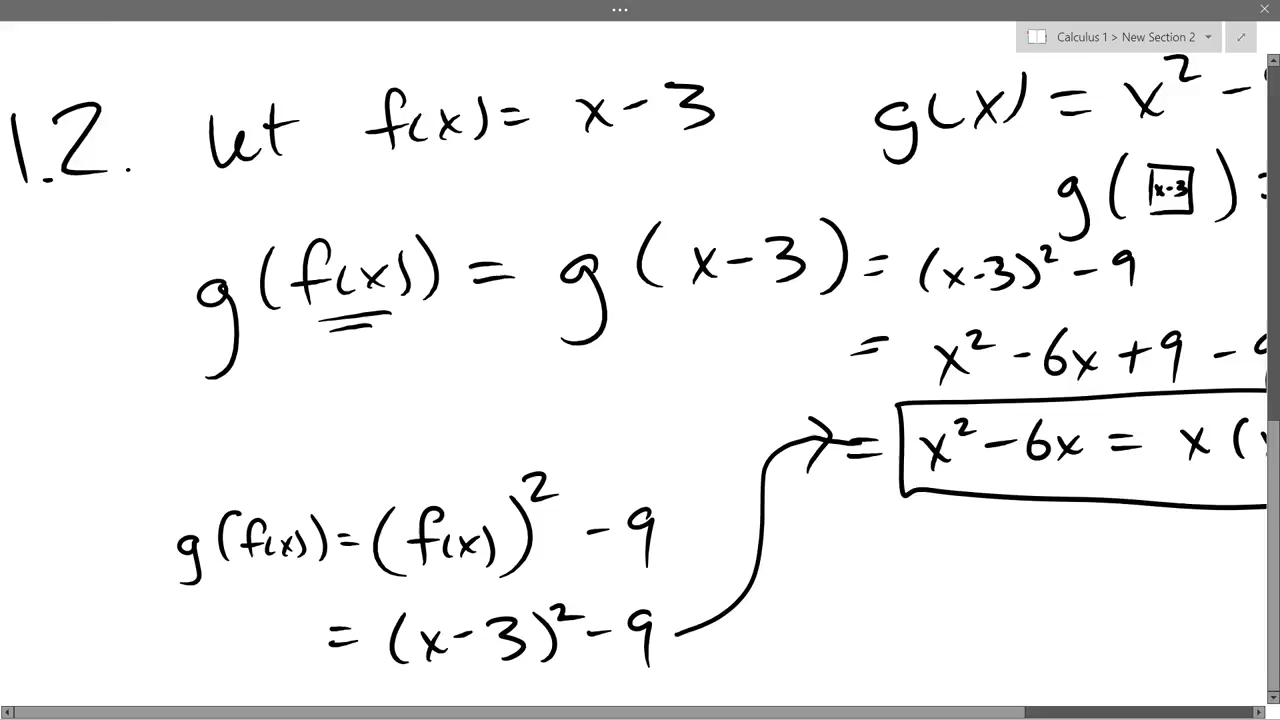 Calculus 1 > New Section 2
1.2. let f(x) = x - 3 g(x) = x² -
g( x-3 ) =
g(f(x)) = g(x-3) = (x-3)² - 9
= x² - 6x + 9 -
= x² - 6x = x(
g(f(x)) = (f(x))² - 9
= (x-3)² - 9